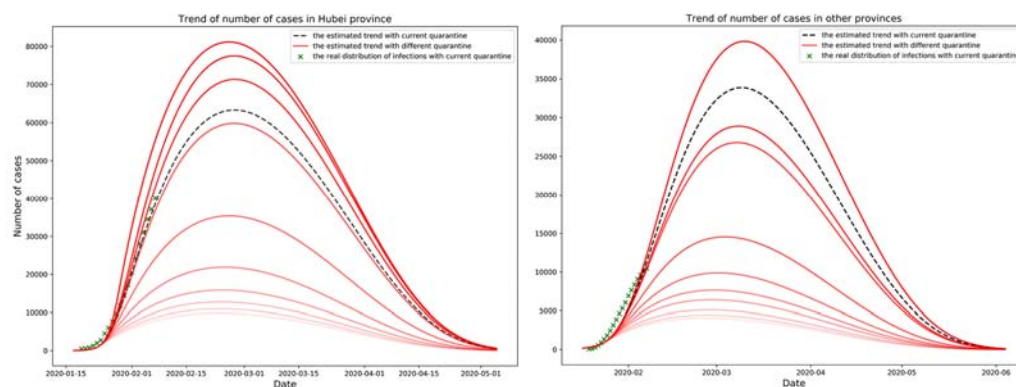 Trend of number of cases in Hubei province
the estimated trend with current quarantine
the estimated trend with different quarantine
the real distribution of infections with current quarantine
80000
70000
60000
50000
40000
30000
20000
10000
0
Number of cases
2020-01-15
2020-02-01
2020-02-15
2020-03-01
2020-04-01
2020-04-15
2020-05-01
Date
Trend of number of cases in other provinces
the estimated trend with current quarantine
the estimated trend with different quarantine
the real distribution of infections with current quarantine
40000
35000
30000
25000
20000
15000
10000
5000
0
2020-02
2020-03
2020-04
2020-05
2020-06
Date